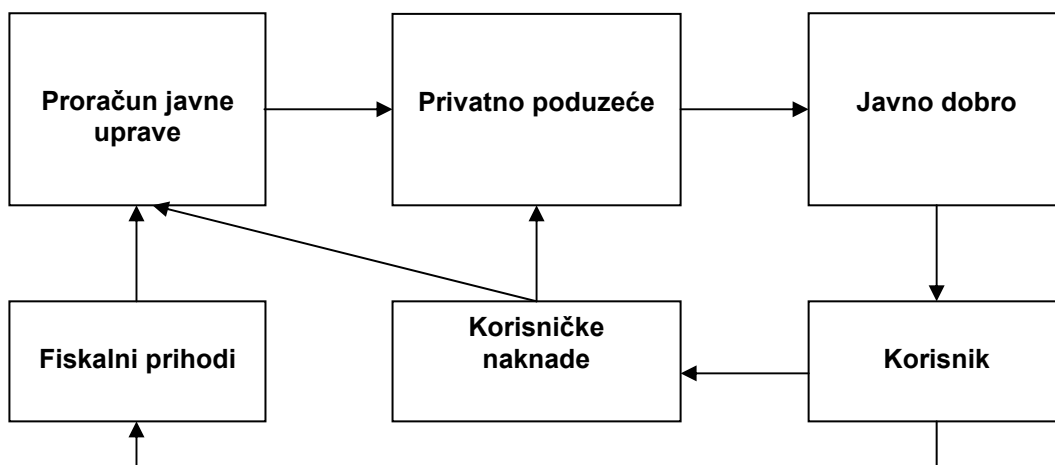 Proračun javne
uprave
Privatno poduzeće
Javno dobro
Fiskalni prihodi
Korisničke
naknade
Korisnik